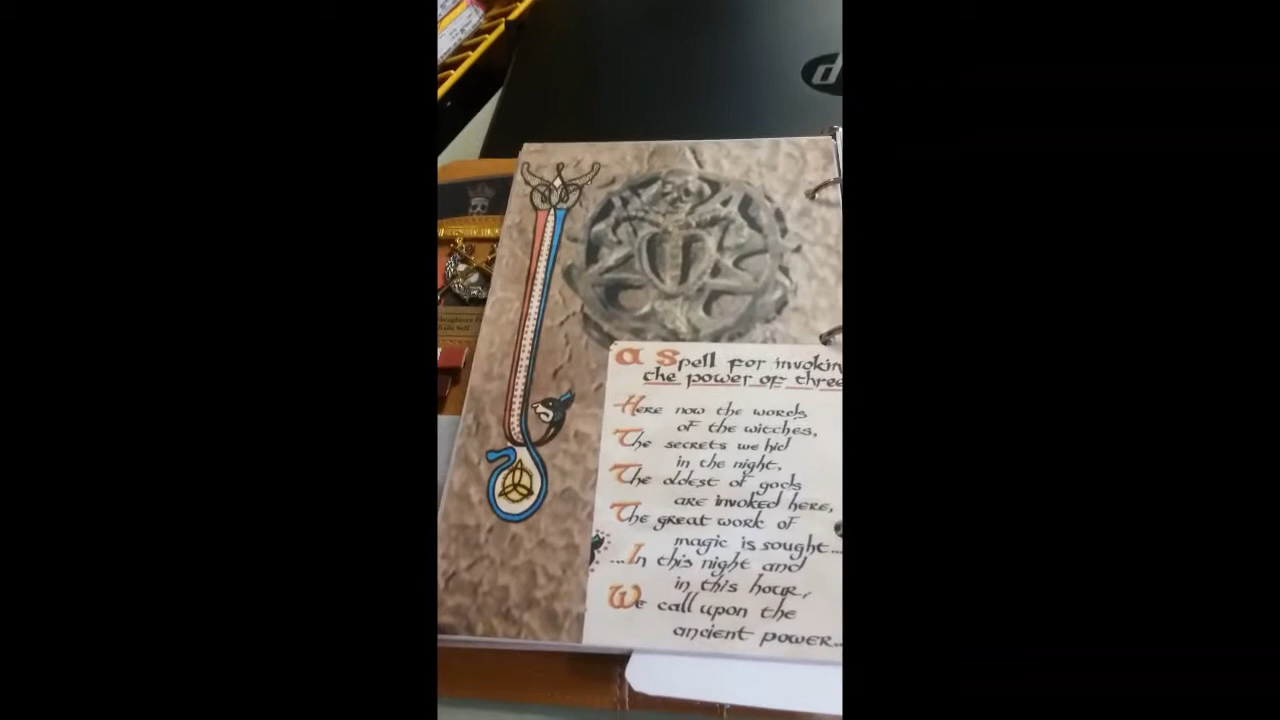 hp
A Spell for invokin
the power of three
Here now the words
of the witches,
The secrets we hid
in the night,
The oldest of gods
are invoked here,
The great work of
magic is sought...
...In this night and
in this hour,
We call upon the
ancient power...